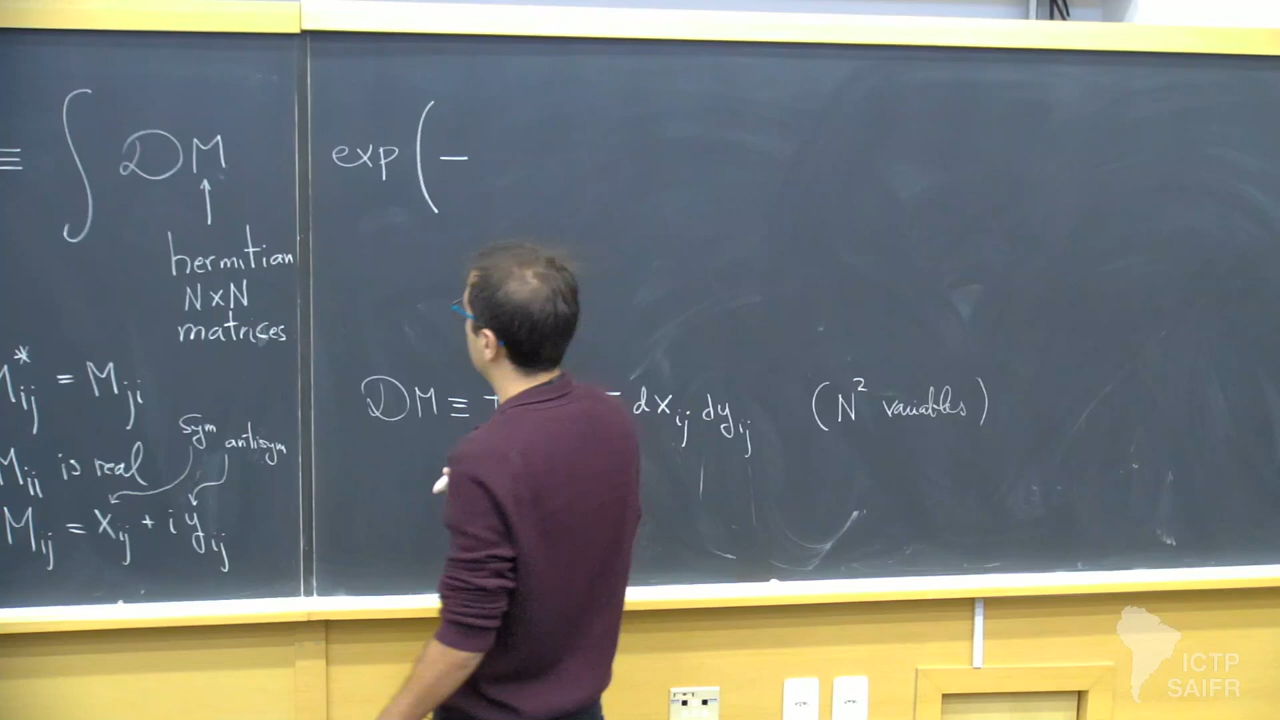 ≡ ∫ 𝒟M exp ( −
↑
hermitian
N×N
matrices
M*ij = Mji
sym
antisym
Mii is real
Mij = xij + i yij
𝒟M ≡ dxij dyij (N² variables)
ICTP
SAIFR